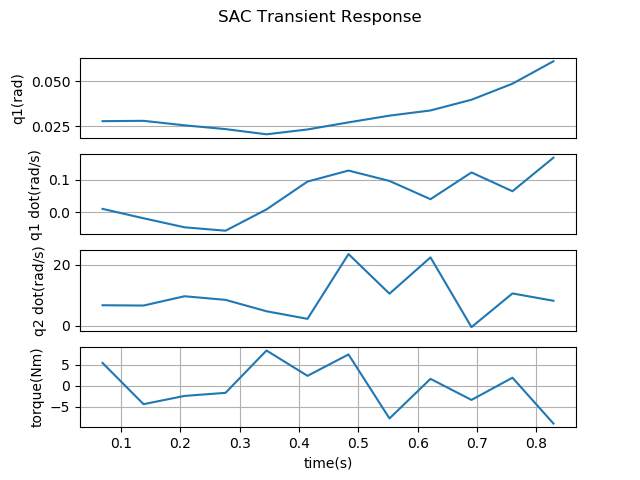 SAC Transient Response
q1(rad)
0.050
0.025
q1 dot(rad/s)
0.1
0.0
q2 dot(rad/s)
20
0
torque(Nm)
5
0
−5
0.1 0.2 0.3 0.4 0.5 0.6 0.7 0.8
time(s)